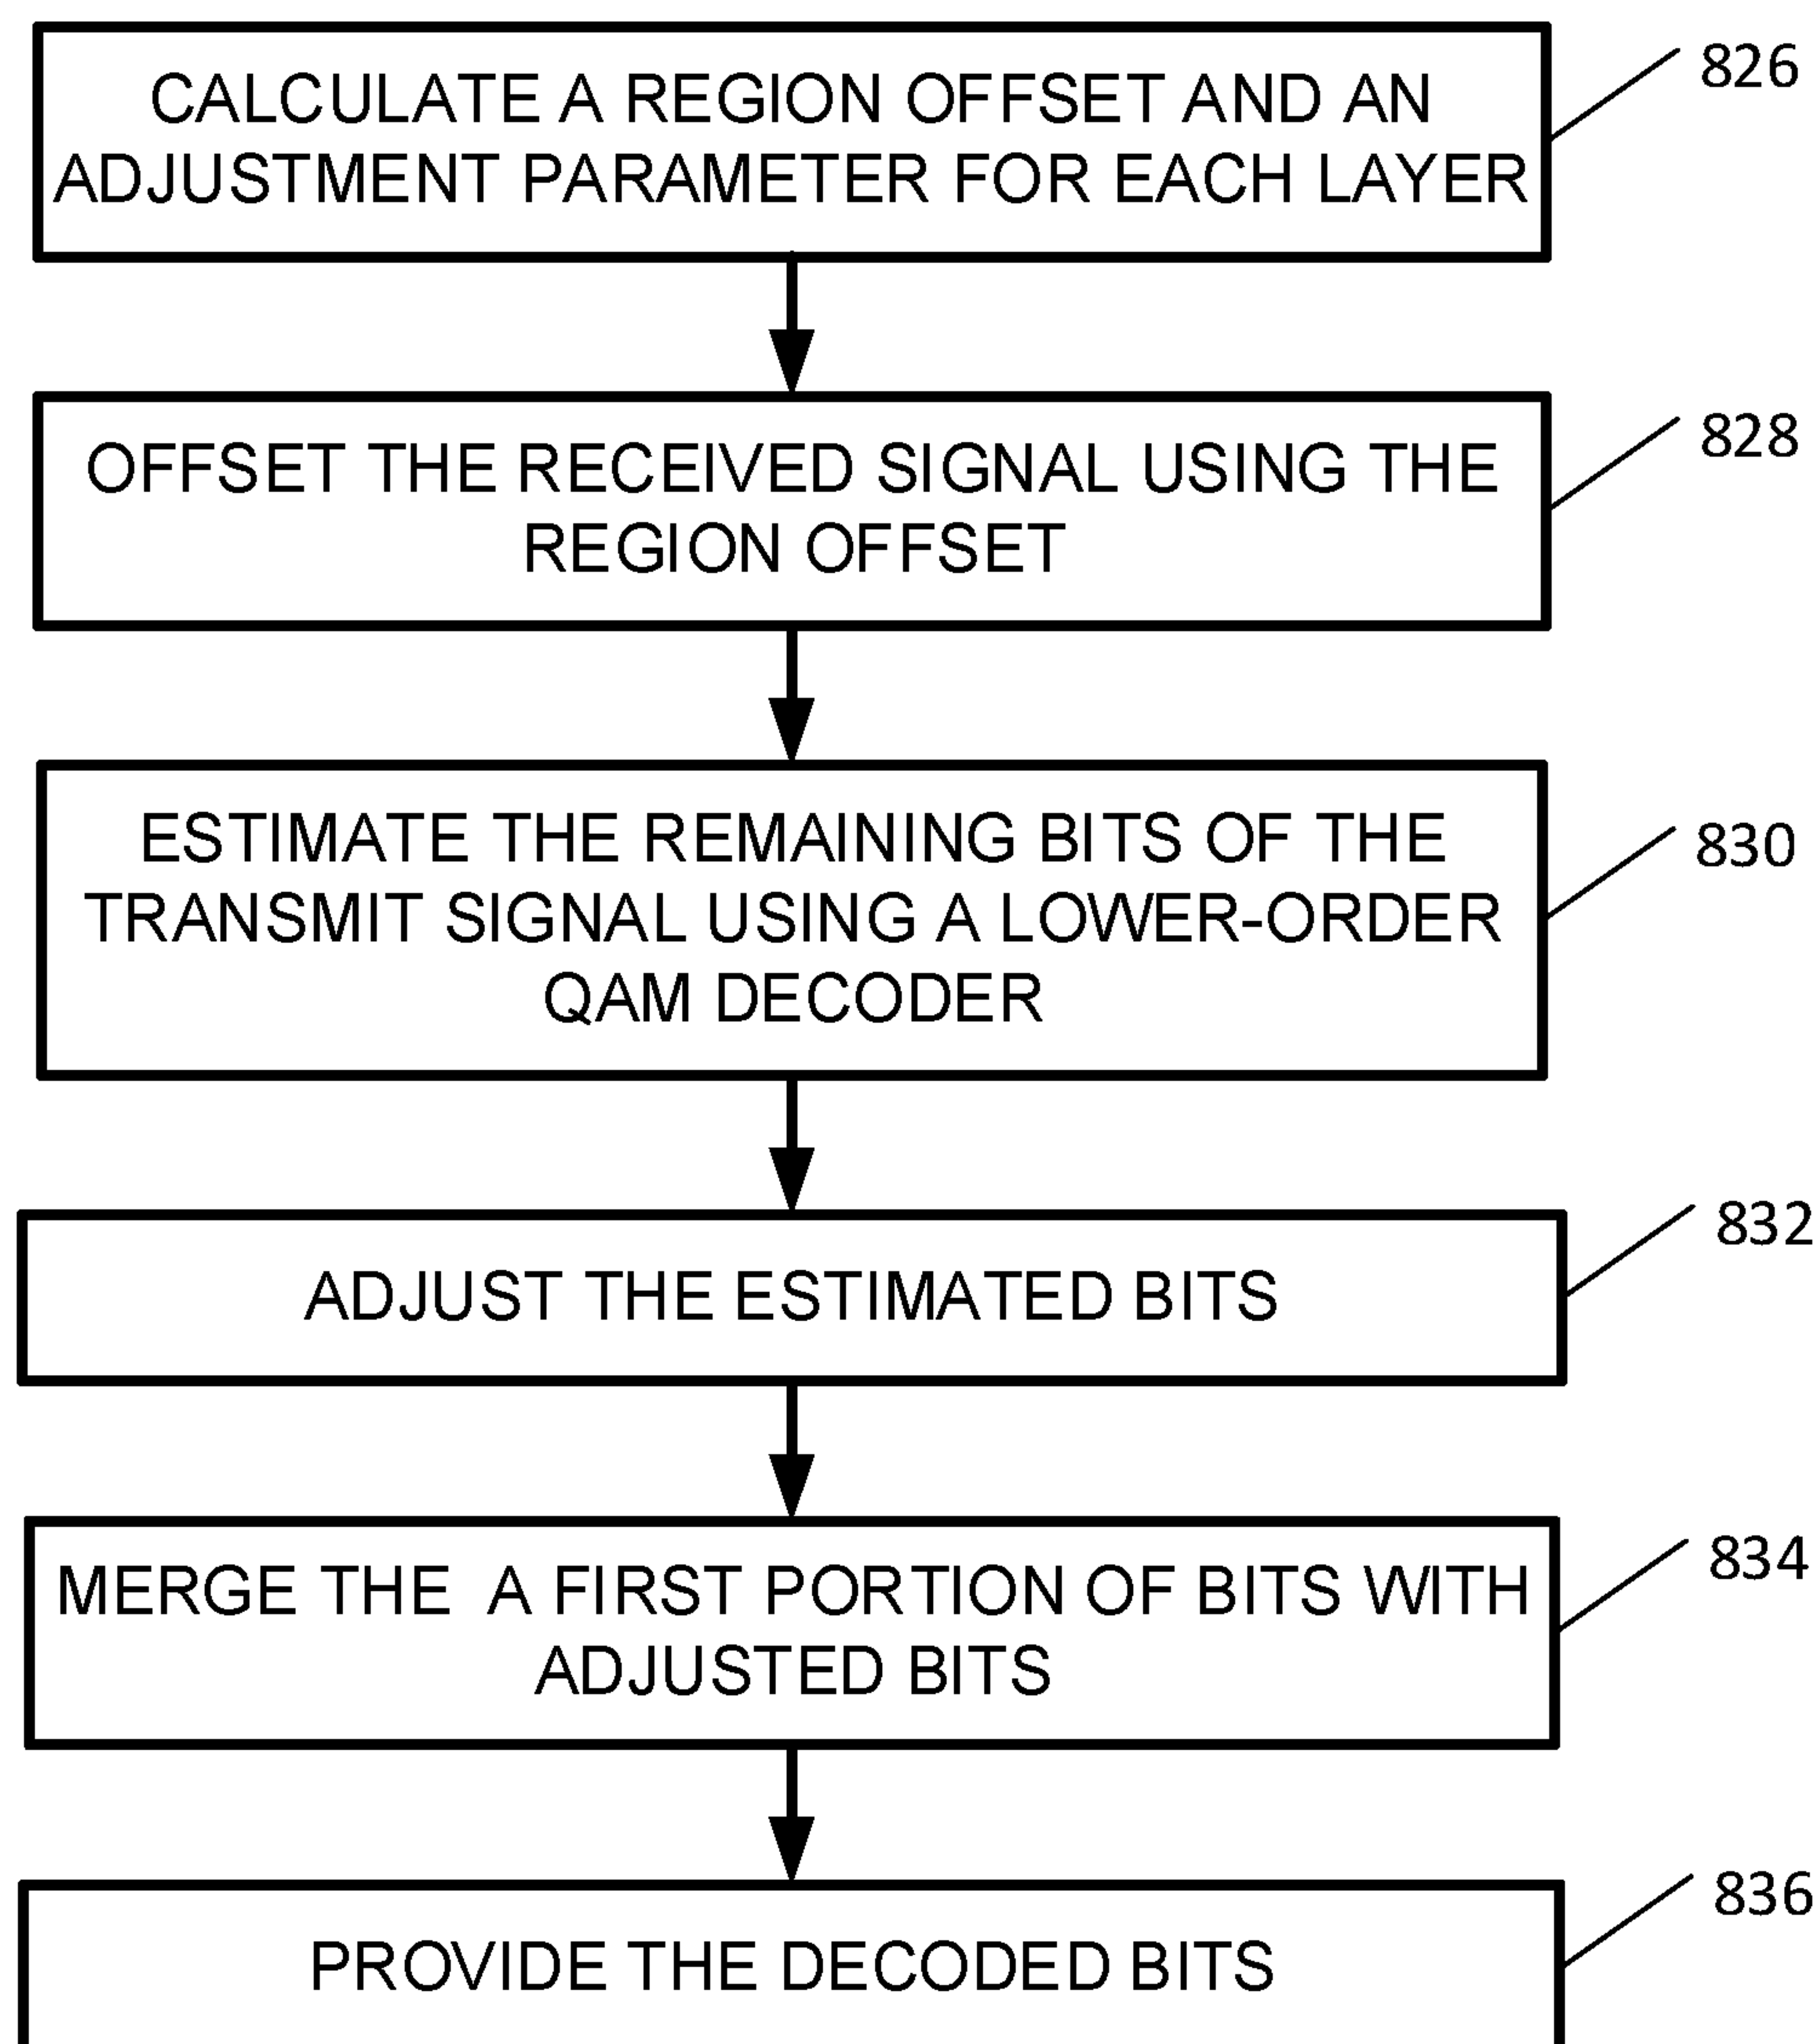 CALCULATE A REGION OFFSET AND AN
ADJUSTMENT PARAMETER FOR EACH LAYER
826
OFFSET THE RECEIVED SIGNAL USING THE
REGION OFFSET
828
ESTIMATE THE REMAINING BITS OF THE
TRANSMIT SIGNAL USING A LOWER-ORDER
QAM DECODER
830
ADJUST THE ESTIMATED BITS
832
MERGE THE A FIRST PORTION OF BITS WITH
ADJUSTED BITS
834
PROVIDE THE DECODED BITS
836